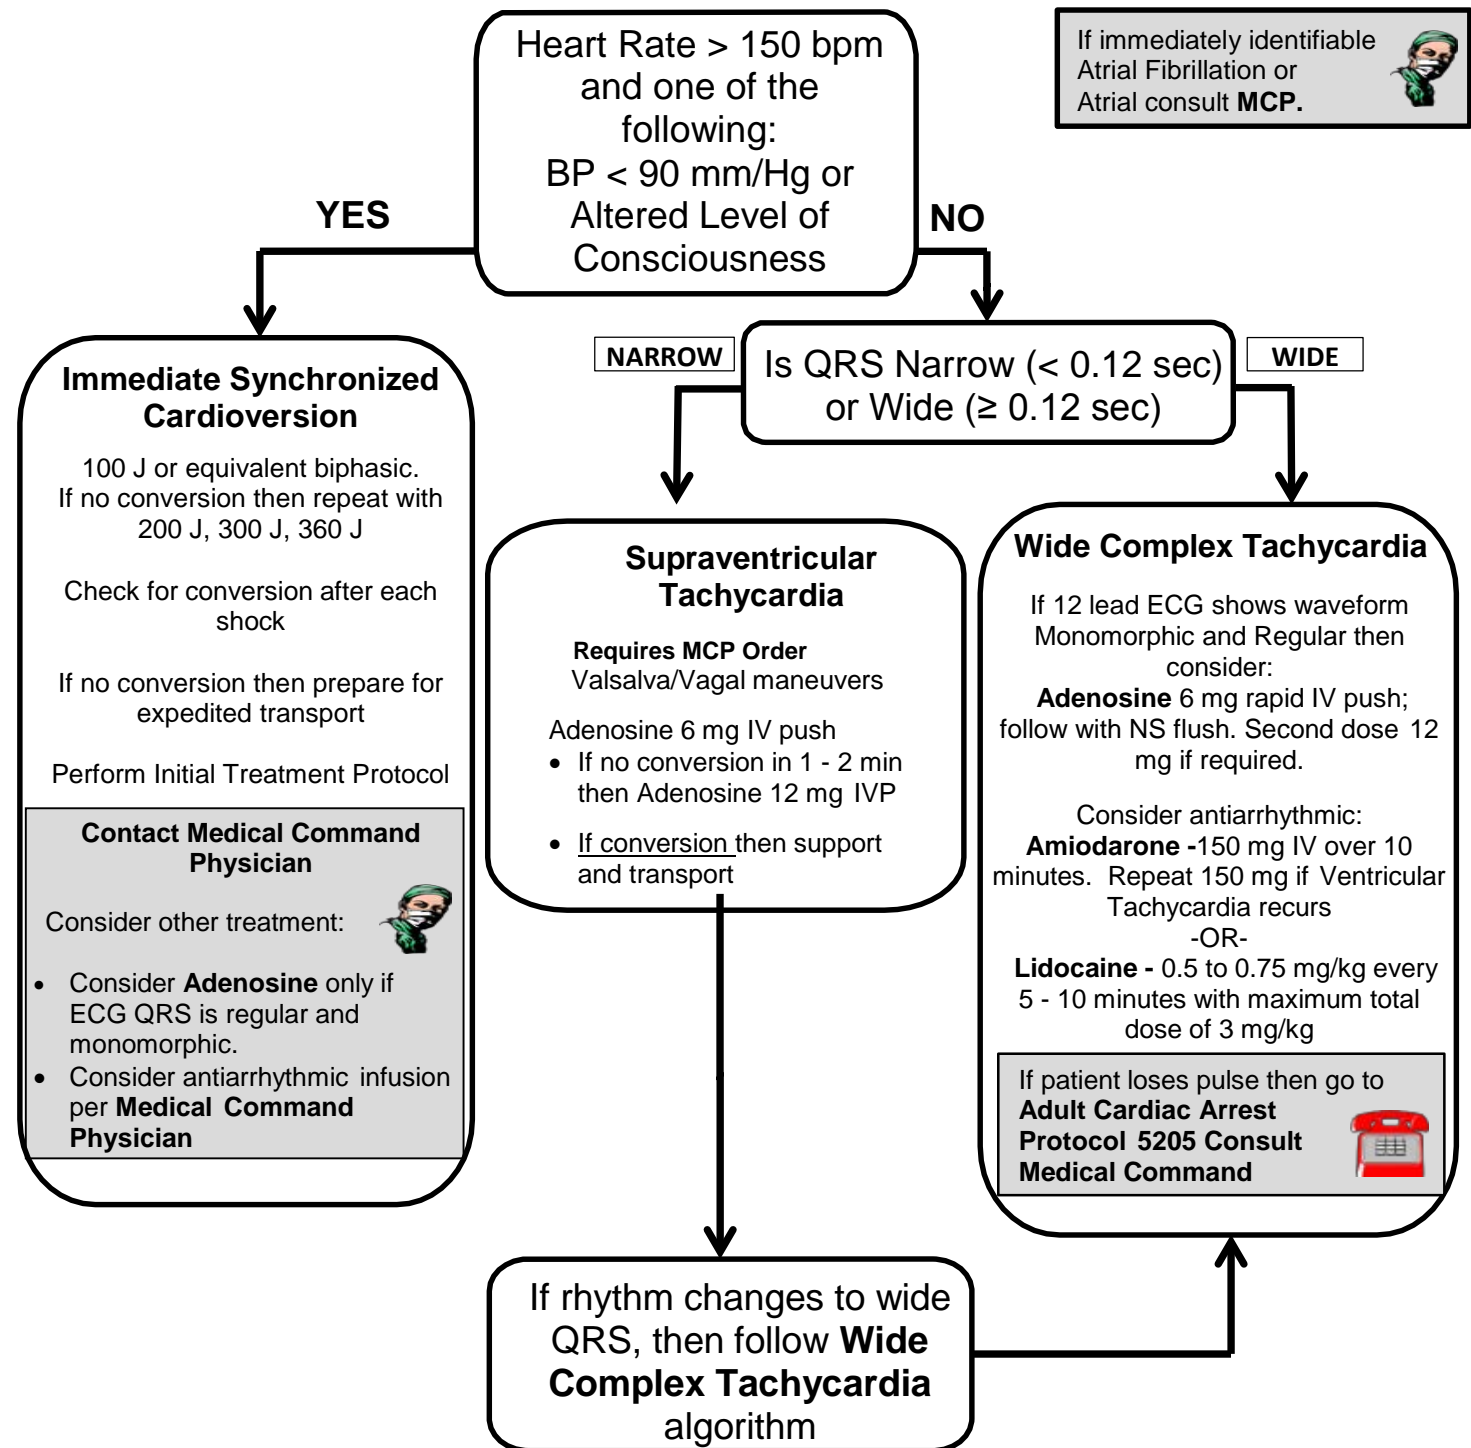 Heart Rate > 150 bpm
and one of the
following:
BP < 90 mm/Hg or
Altered Level of
Consciousness
If immediately identifiable
Atrial Fibrillation or
Atrial consult MCP.
YES
NO
Immediate Synchronized
Cardioversion
100 J or equivalent biphasic.
If no conversion then repeat with
200 J, 300 J, 360 J
Check for conversion after each
shock
If no conversion then prepare for
expedited transport
Perform Initial Treatment Protocol
Contact Medical Command
Physician
Consider other treatment:
• Consider Adenosine only if
ECG QRS is regular and
monomorphic.
• Consider antiarrhythmic infusion
per Medical Command
Physician
NARROW
Is QRS Narrow (< 0.12 sec)
or Wide (≥ 0.12 sec)
WIDE
Supraventricular
Tachycardia
Requires MCP Order
Valsalva/Vagal maneuvers
Adenosine 6 mg IV push
• If no conversion in 1 - 2 min
then Adenosine 12 mg IVP
• If conversion then support
and transport
Wide Complex Tachycardia
If 12 lead ECG shows waveform
Monomorphic and Regular then
consider:
Adenosine 6 mg rapid IV push;
follow with NS flush. Second dose 12
mg if required.
Consider antiarrhythmic:
Amiodarone -150 mg IV over 10
minutes. Repeat 150 mg if Ventricular
Tachycardia recurs
-OR-
Lidocaine - 0.5 to 0.75 mg/kg every
5 - 10 minutes with maximum total
dose of 3 mg/kg
If patient loses pulse then go to
Adult Cardiac Arrest
Protocol 5205 Consult
Medical Command
If rhythm changes to wide
QRS, then follow Wide
Complex Tachycardia
algorithm